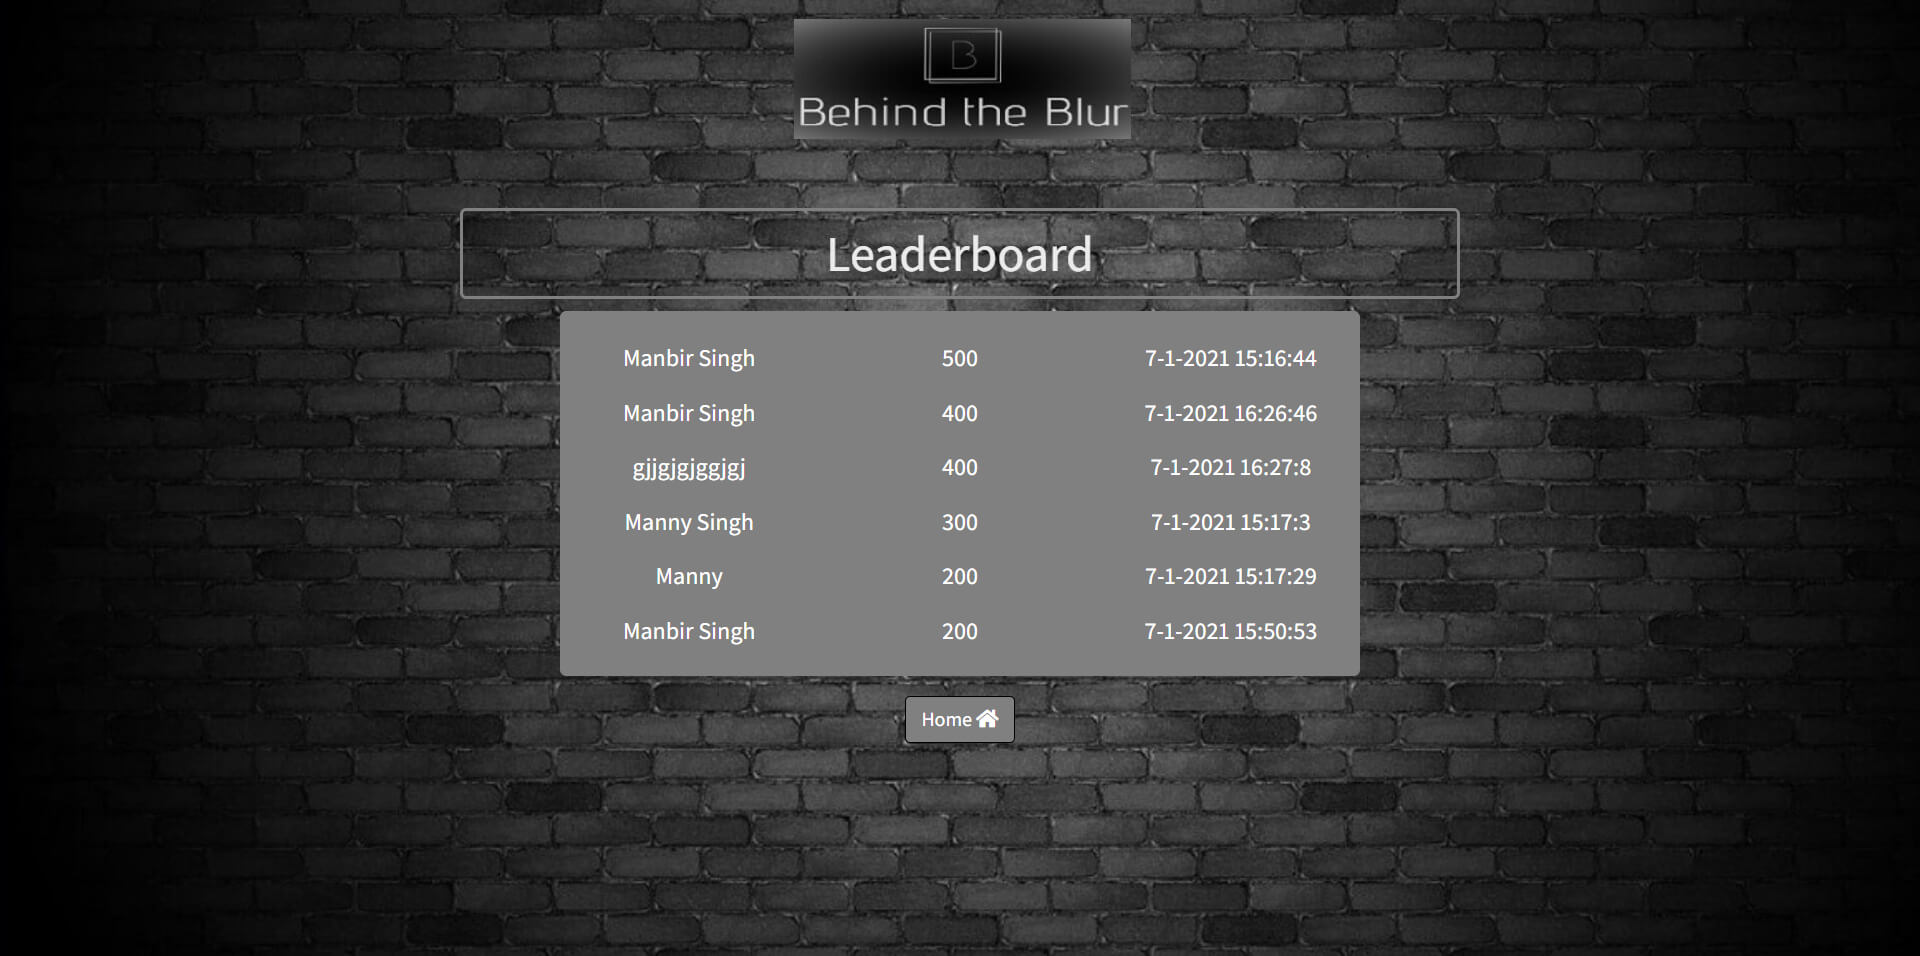 B
Behind the Blur
Leaderboard
Manbir Singh 500 7-1-2021 15:16:44
Manbir Singh 400 7-1-2021 16:26:46
gjjgjgjggjgj 400 7-1-2021 16:27:8
Manny Singh 300 7-1-2021 15:17:3
Manny 200 7-1-2021 15:17:29
Manbir Singh 200 7-1-2021 15:50:53
Home